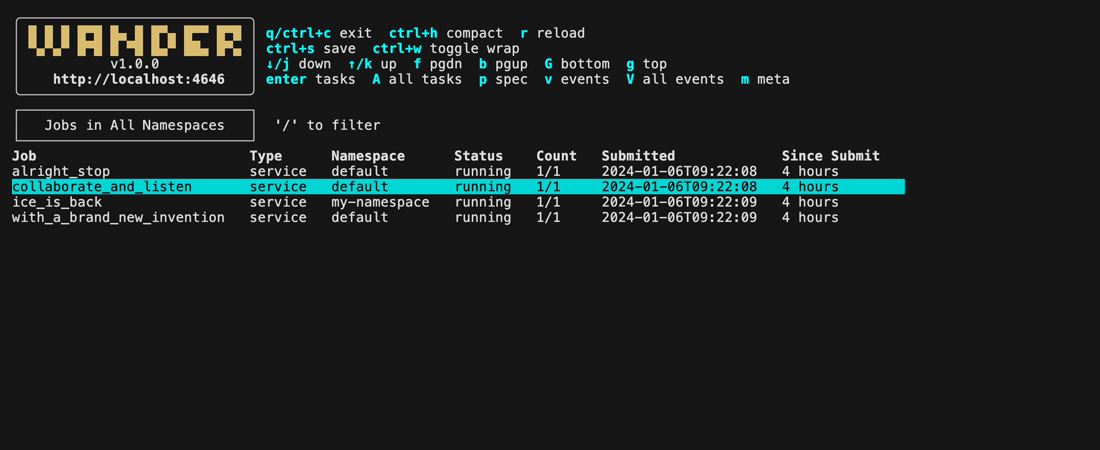 WANDER
v1.0.0
http://localhost:4646
q/ctrl+c exit  ctrl+h compact  r reload
ctrl+s save  ctrl+w toggle wrap
↓/j down  ↑/k up  f pgdn  b pgup  G bottom  g top
enter tasks  A all tasks  p spec  v events  V all events  m meta
Jobs in All Namespaces  '/' to filter
Job  Type  Namespace  Status  Count  Submitted  Since Submit
alright_stop  service  default  running  1/1  2024-01-06T09:22:08  4 hours
collaborate_and_listen  service  default  running  1/1  2024-01-06T09:22:08  4 hours
ice_is_back  service  my-namespace  running  1/1  2024-01-06T09:22:09  4 hours
with_a_brand_new_invention  service  default  running  1/1  2024-01-06T09:22:09  4 hours